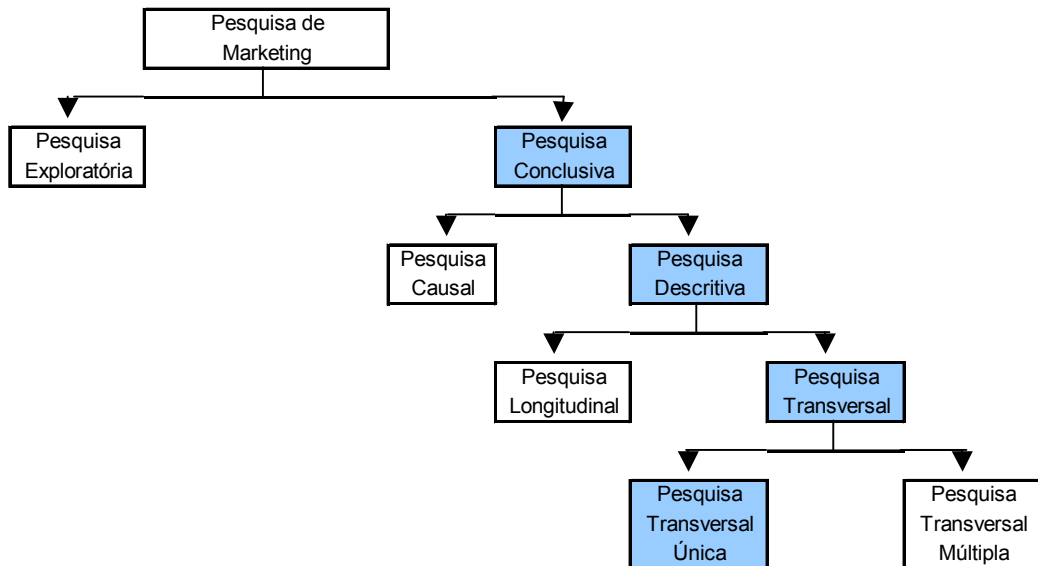 Pesquisa de
Marketing
Pesquisa
Exploratória
Pesquisa
Conclusiva
Pesquisa
Causal
Pesquisa
Descritiva
Pesquisa
Longitudinal
Pesquisa
Transversal
Pesquisa
Transversal
Única
Pesquisa
Transversal
Múltipla